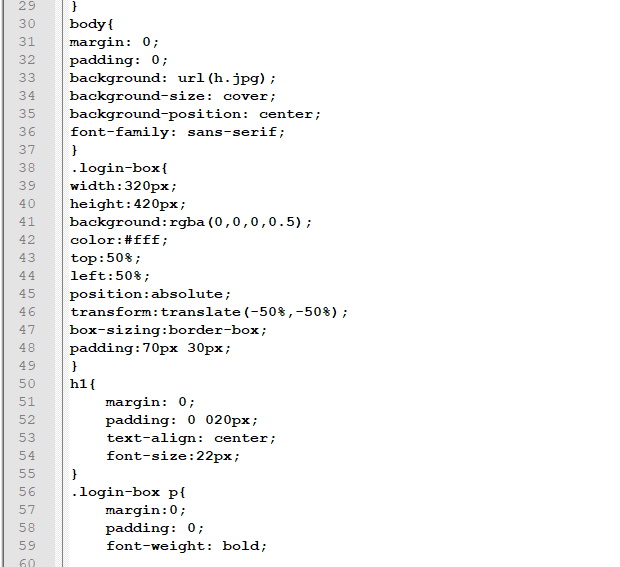 29 }
30 body{
31 margin: 0;
32 padding: 0;
33 background: url(h.jpg);
34 background-size: cover;
35 background-position: center;
36 font-family: sans-serif;
37 }
38 .login-box{
39 width:320px;
40 height:420px;
41 background:rgba(0,0,0,0.5);
42 color:#fff;
43 top:50%;
44 left:50%;
45 position:absolute;
46 transform:translate(-50%,-50%);
47 box-sizing:border-box;
48 padding:70px 30px;
49 }
50 h1{
51     margin: 0;
52     padding: 0 020px;
53     text-align: center;
54     font-size:22px;
55 }
56 .login-box p{
57     margin:0;
58     padding: 0;
59     font-weight: bold;
60